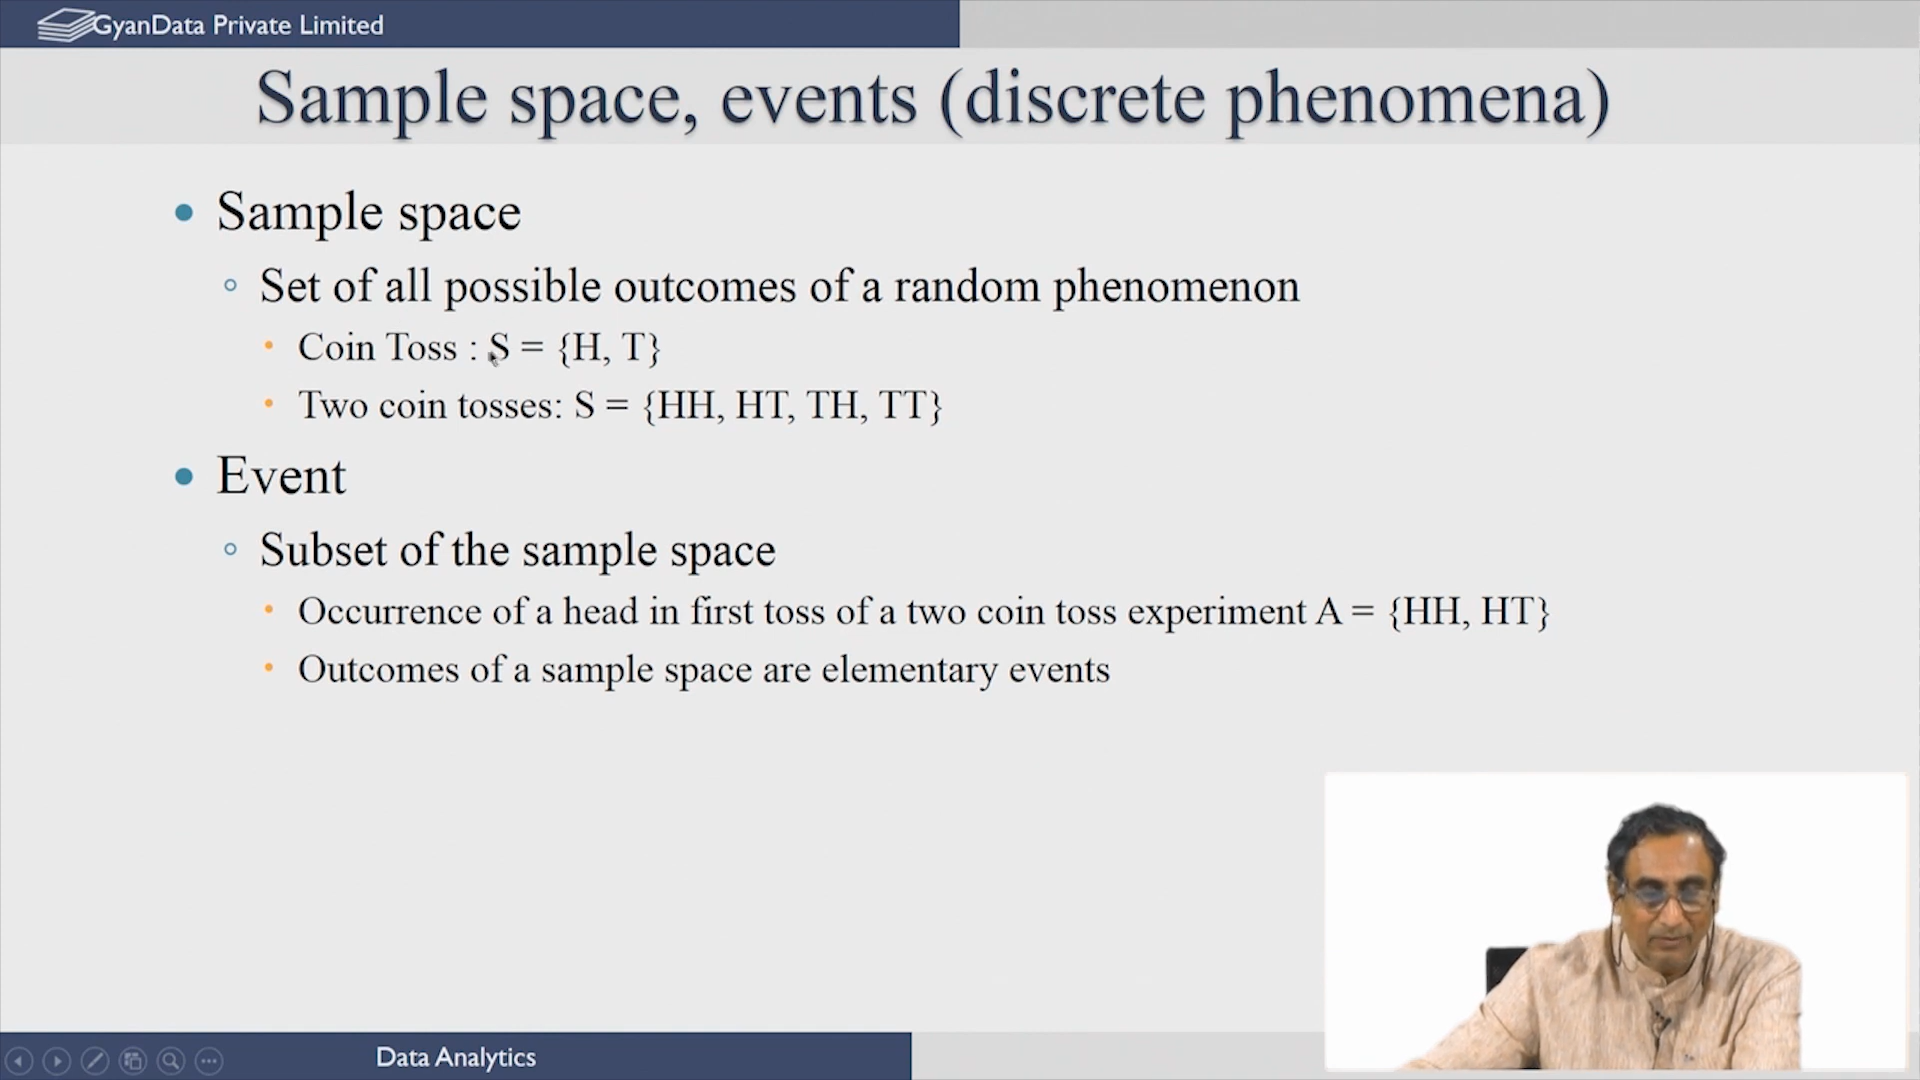 GyanData Private Limited
Sample space, events (discrete phenomena)
Sample space
Set of all possible outcomes of a random phenomenon
Coin Toss : S = {H, T}
Two coin tosses: S = {HH, HT, TH, TT}
Event
Subset of the sample space
Occurrence of a head in first toss of a two coin toss experiment A = {HH, HT}
Outcomes of a sample space are elementary events
Data Analytics